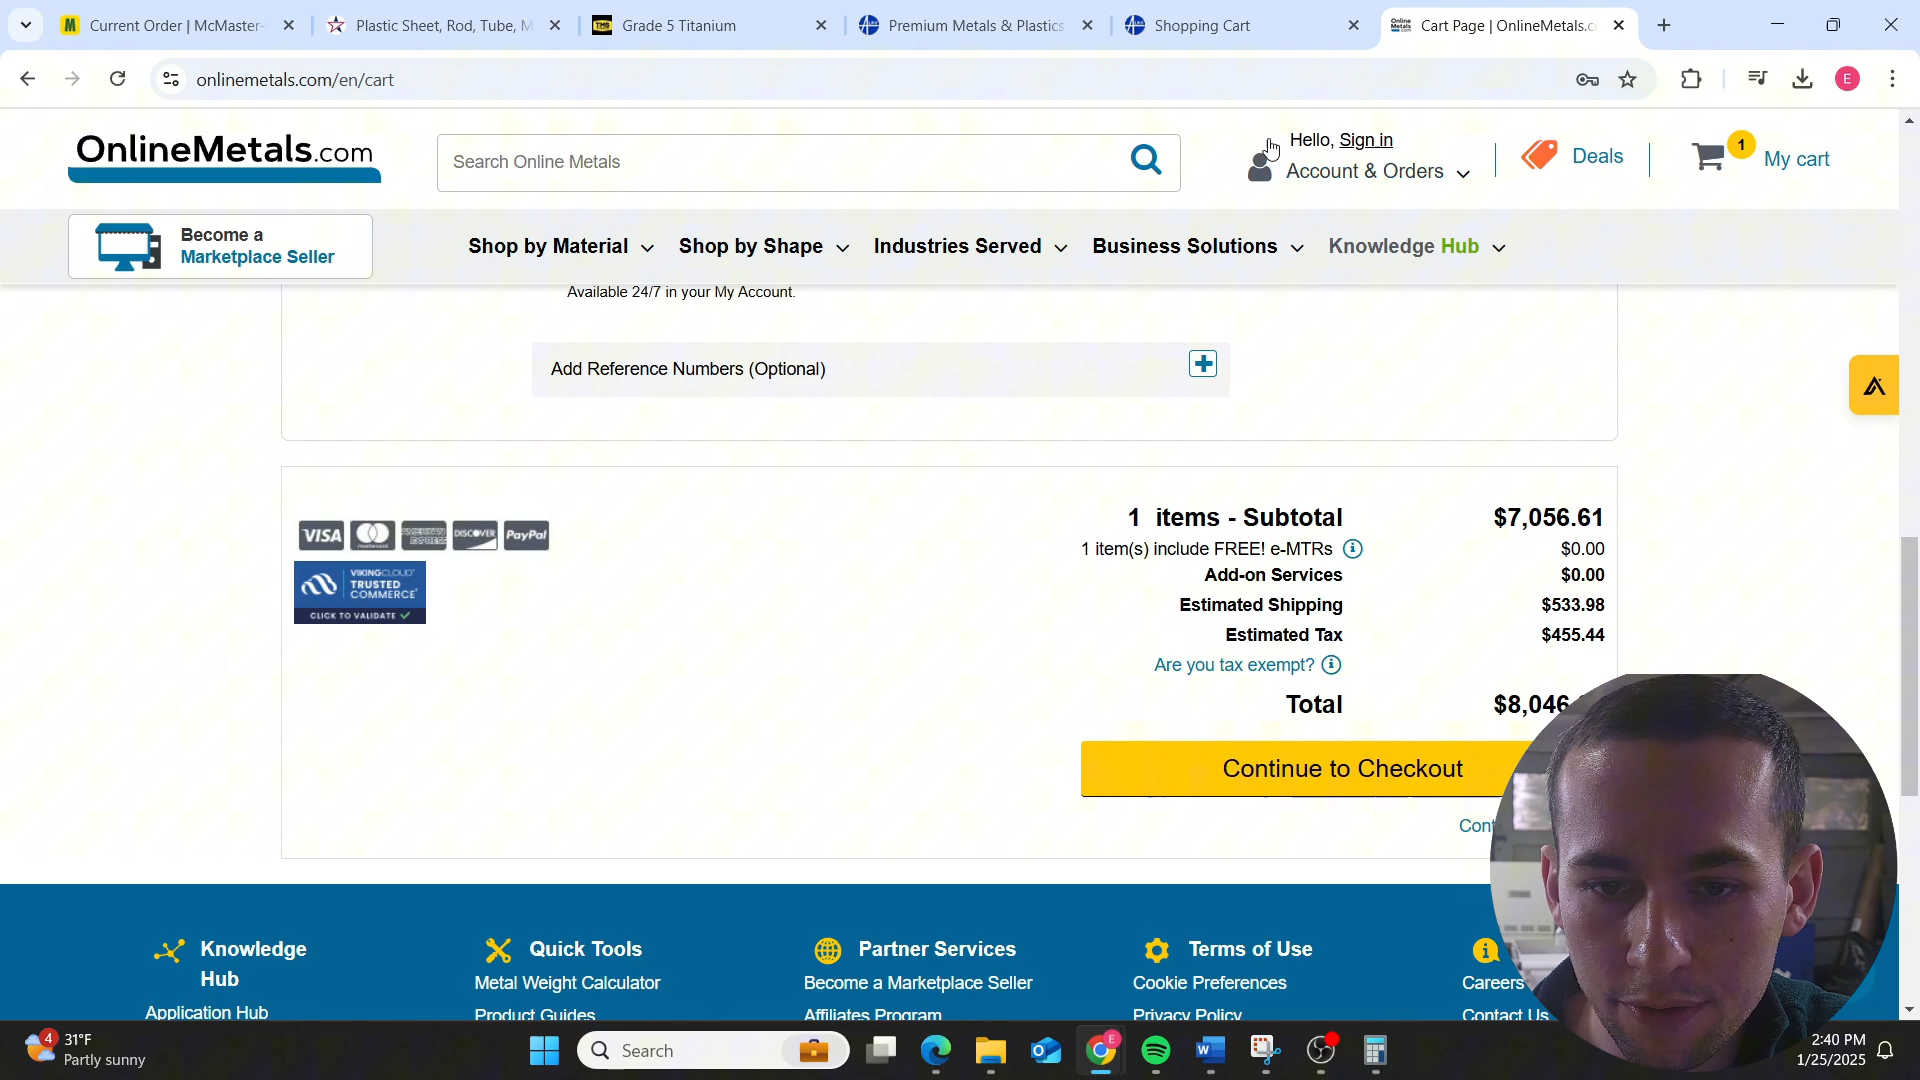 Current Order | McMaster-
Plastic Sheet, Rod, Tube, M
Grade 5 Titanium
Premium Metals & Plastics
Shopping Cart
Cart Page | OnlineMetals.c
onlinemetals.com/en/cart
E
OnlineMetals.com
Search Online Metals
Hello, Sign in
Account & Orders
Deals
1
My cart
Become a
Marketplace Seller
Shop by Material
Shop by Shape
Industries Served
Business Solutions
Knowledge Hub
Available 24/7 in your My Account.
Add Reference Numbers (Optional)
VISA
mastercard
AMERICAN EXPRESS
DISCOVER
PayPal
VIKINGCLOUD
TRUSTED
COMMERCE
CLICK TO VALIDATE
1 items - Subtotal $7,056.61
1 item(s) include FREE! e-MTRs $0.00
Add-on Services $0.00
Estimated Shipping $533.98
Estimated Tax $455.44
Are you tax exempt?
Total $8,046
Continue to Checkout
Cont
Knowledge
Hub
Application Hub
Quick Tools
Metal Weight Calculator
Product Guides
Partner Services
Become a Marketplace Seller
Affiliates Program
Terms of Use
Cookie Preferences
Privacy Policy
Careers
Contact Us
4
31°F
Partly sunny
Search
E
2:40 PM
1/25/2025